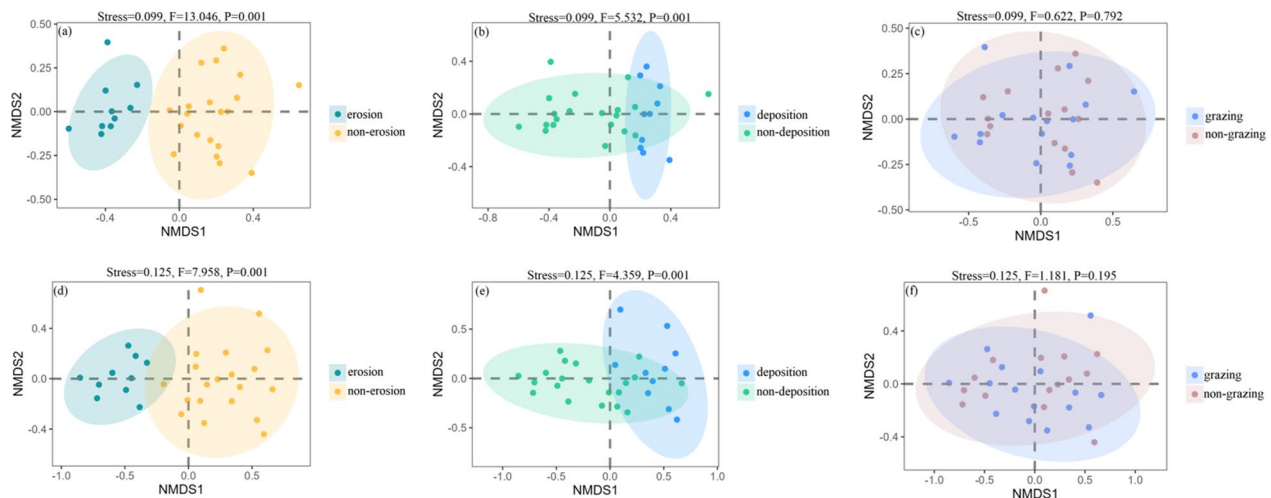 Stress=0.099, F=13.046, P=0.001
(a)
0.50
0.25
0.00
-0.25
-0.50
NMDS2
-0.4
0.0
0.4
NMDS1
erosion
non-erosion
Stress=0.099, F=5.532, P=0.001
(b)
0.4
0.0
-0.4
NMDS2
-0.8
-0.4
0.0
0.4
NMDS1
deposition
non-deposition
Stress=0.099, F=0.622, P=0.792
(c)
0.50
0.25
0.00
-0.25
-0.50
NMDS2
-0.5
0.0
0.5
NMDS1
grazing
non-grazing
Stress=0.125, F=7.958, P=0.001
(d)
0.4
0.0
-0.4
NMDS2
-1.0
-0.5
0.0
0.5
NMDS1
erosion
non-erosion
Stress=0.125, F=4.359, P=0.001
(e)
0.5
0.0
-0.5
NMDS2
-1.0
-0.5
0.0
0.5
1.0
NMDS1
deposition
non-deposition
Stress=0.125, F=1.181, P=0.195
(f)
0.4
0.0
-0.4
NMDS2
-1.0
-0.5
0.0
0.5
1.0
NMDS1
grazing
non-grazing